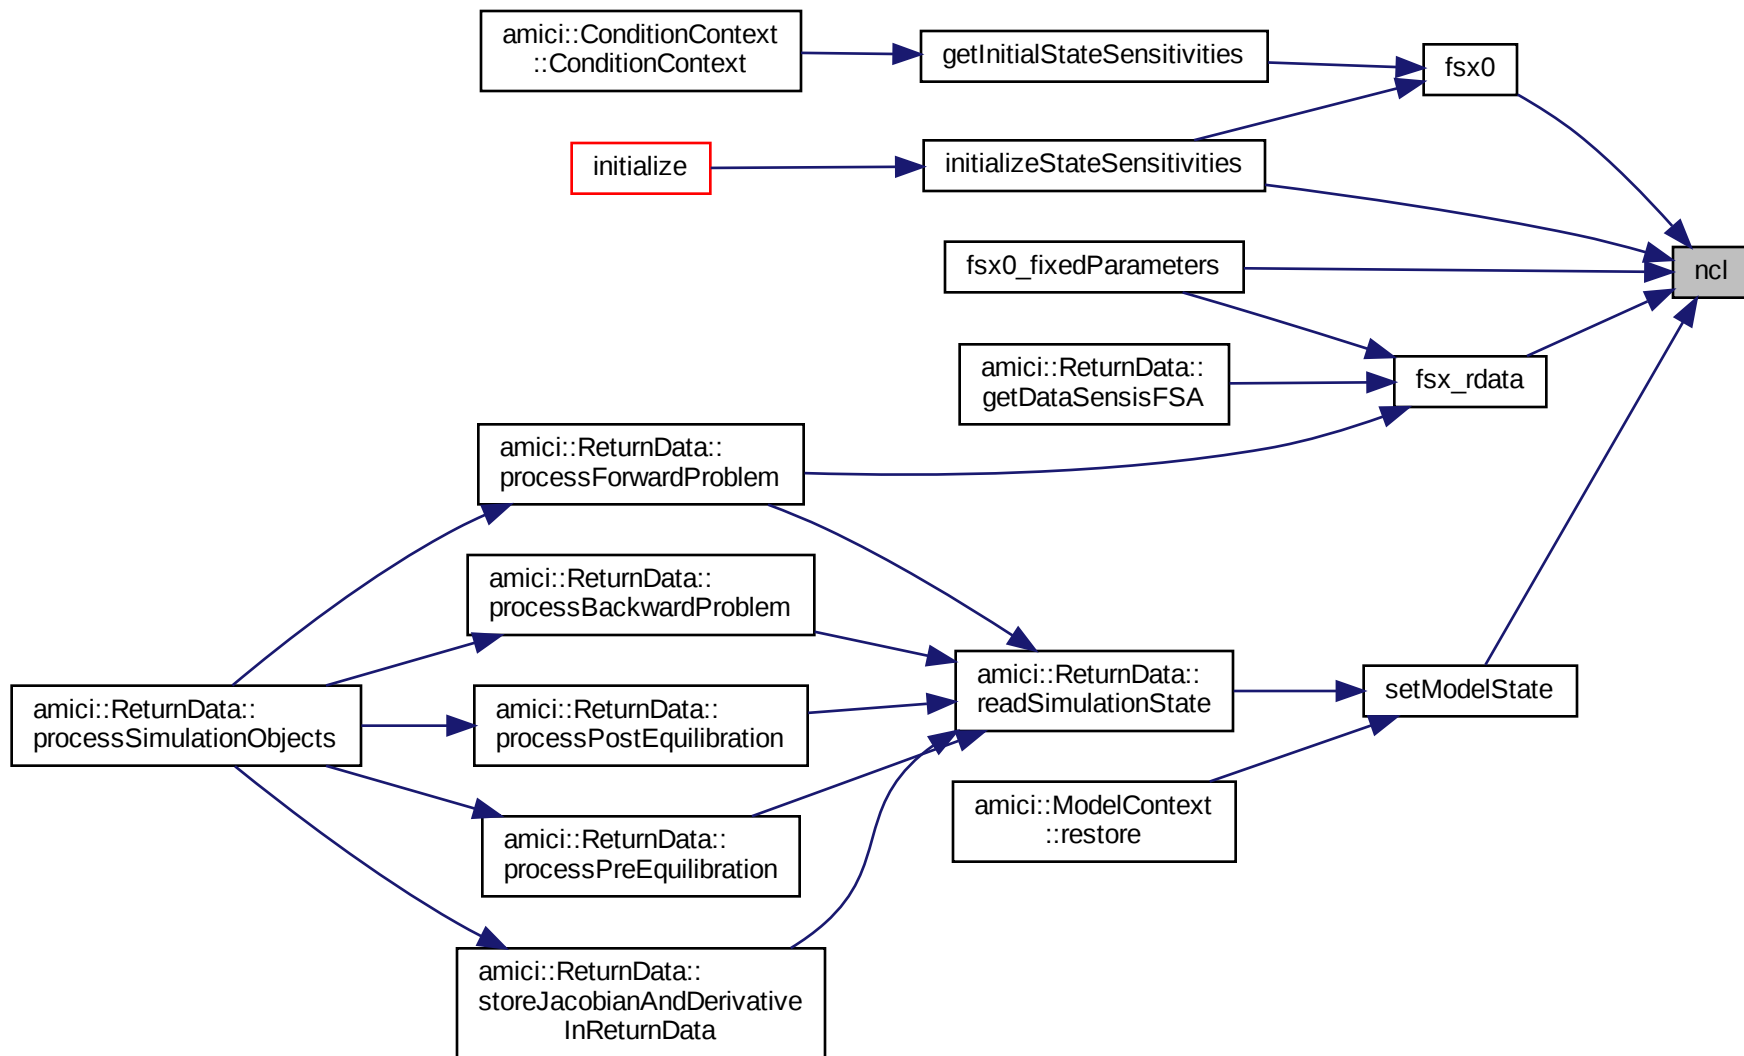 amici::ConditionContext
::ConditionContext
getInitialStateSensitivities
fsx0
initialize
initializeStateSensitivities
fsx0_fixedParameters
ncl
amici::ReturnData::
getDataSensisFSA
fsx_rdata
amici::ReturnData::
processForwardProblem
amici::ReturnData::
processBackwardProblem
amici::ReturnData::
readSimulationState
setModelState
amici::ReturnData::
processSimulationObjects
amici::ReturnData::
processPostEquilibration
amici::ModelContext
::restore
amici::ReturnData::
processPreEquilibration
amici::ReturnData::
storeJacobianAndDerivative
InReturnData